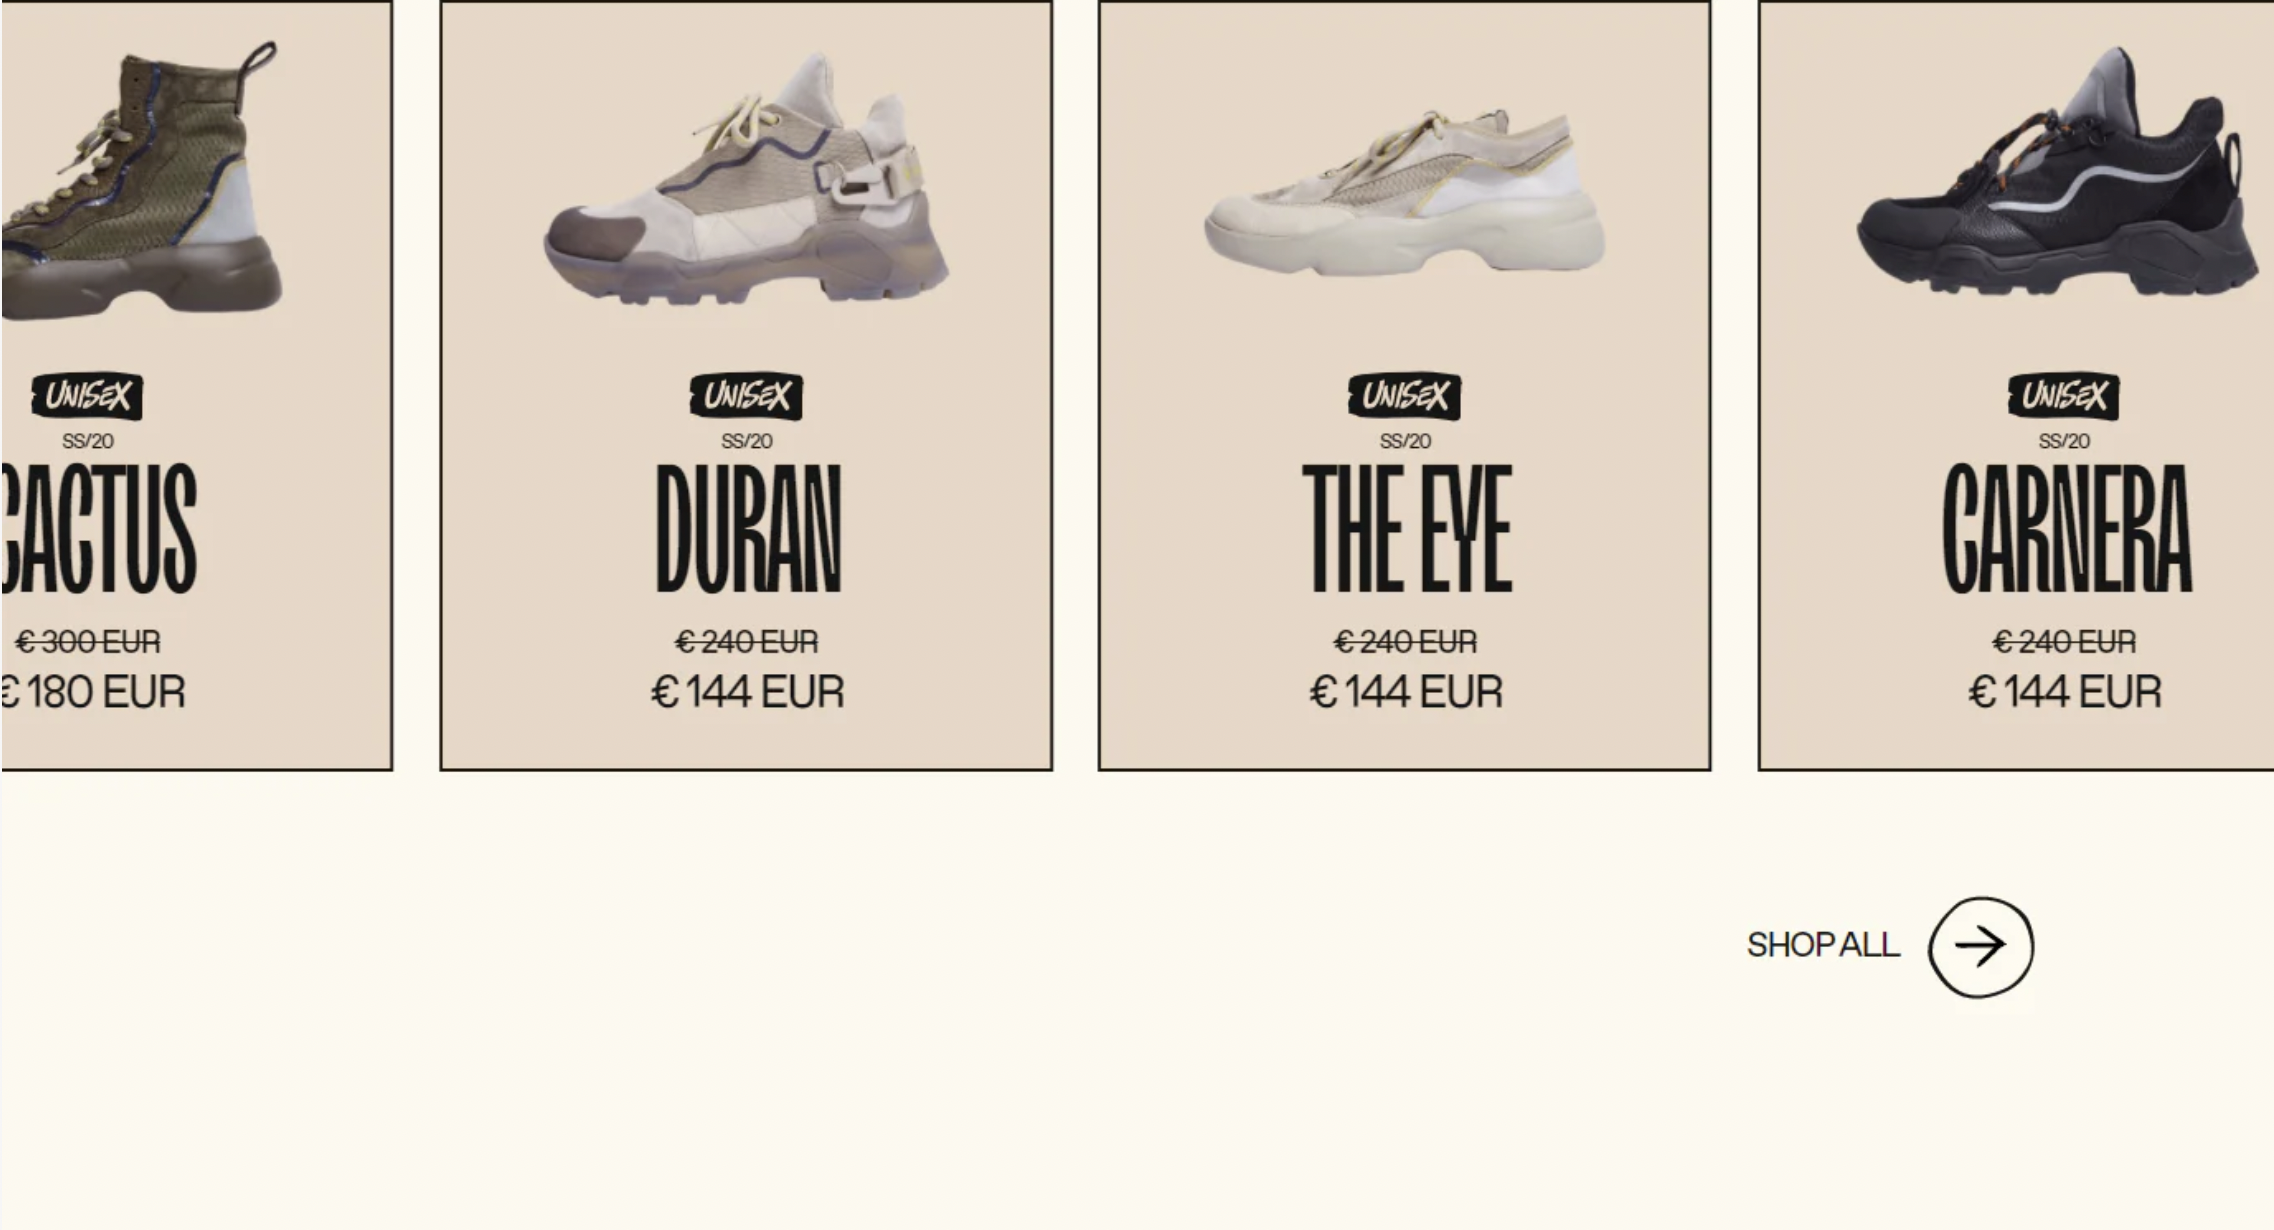 UNISEX
SS/20
CACTUS
€ 300 EUR
€ 180 EUR
UNISEX
SS/20
DURAN
€ 240 EUR
€ 144 EUR
UNISEX
SS/20
THE EYE
€ 240 EUR
€ 144 EUR
UNISEX
SS/20
CARNERA
€ 240 EUR
€ 144 EUR
SHOP ALL